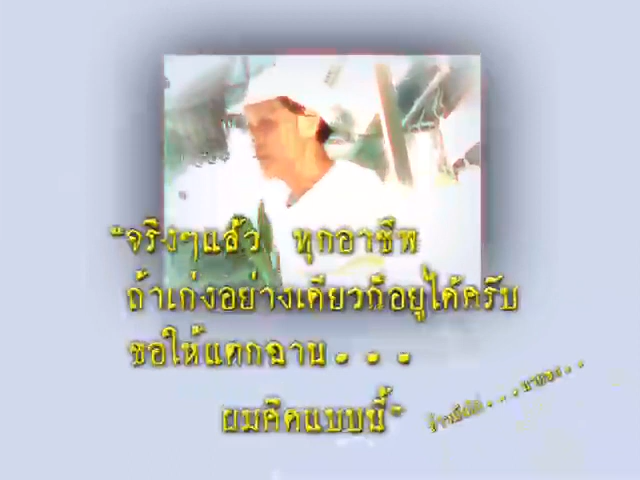 "จริงๆแล้ว ทุกอาชีพ
ถ้าเก่งอย่างเดียวก็อยู่ได้ครับ
ขอให้แตกฉาน...
ผมคิดแบบนี้"